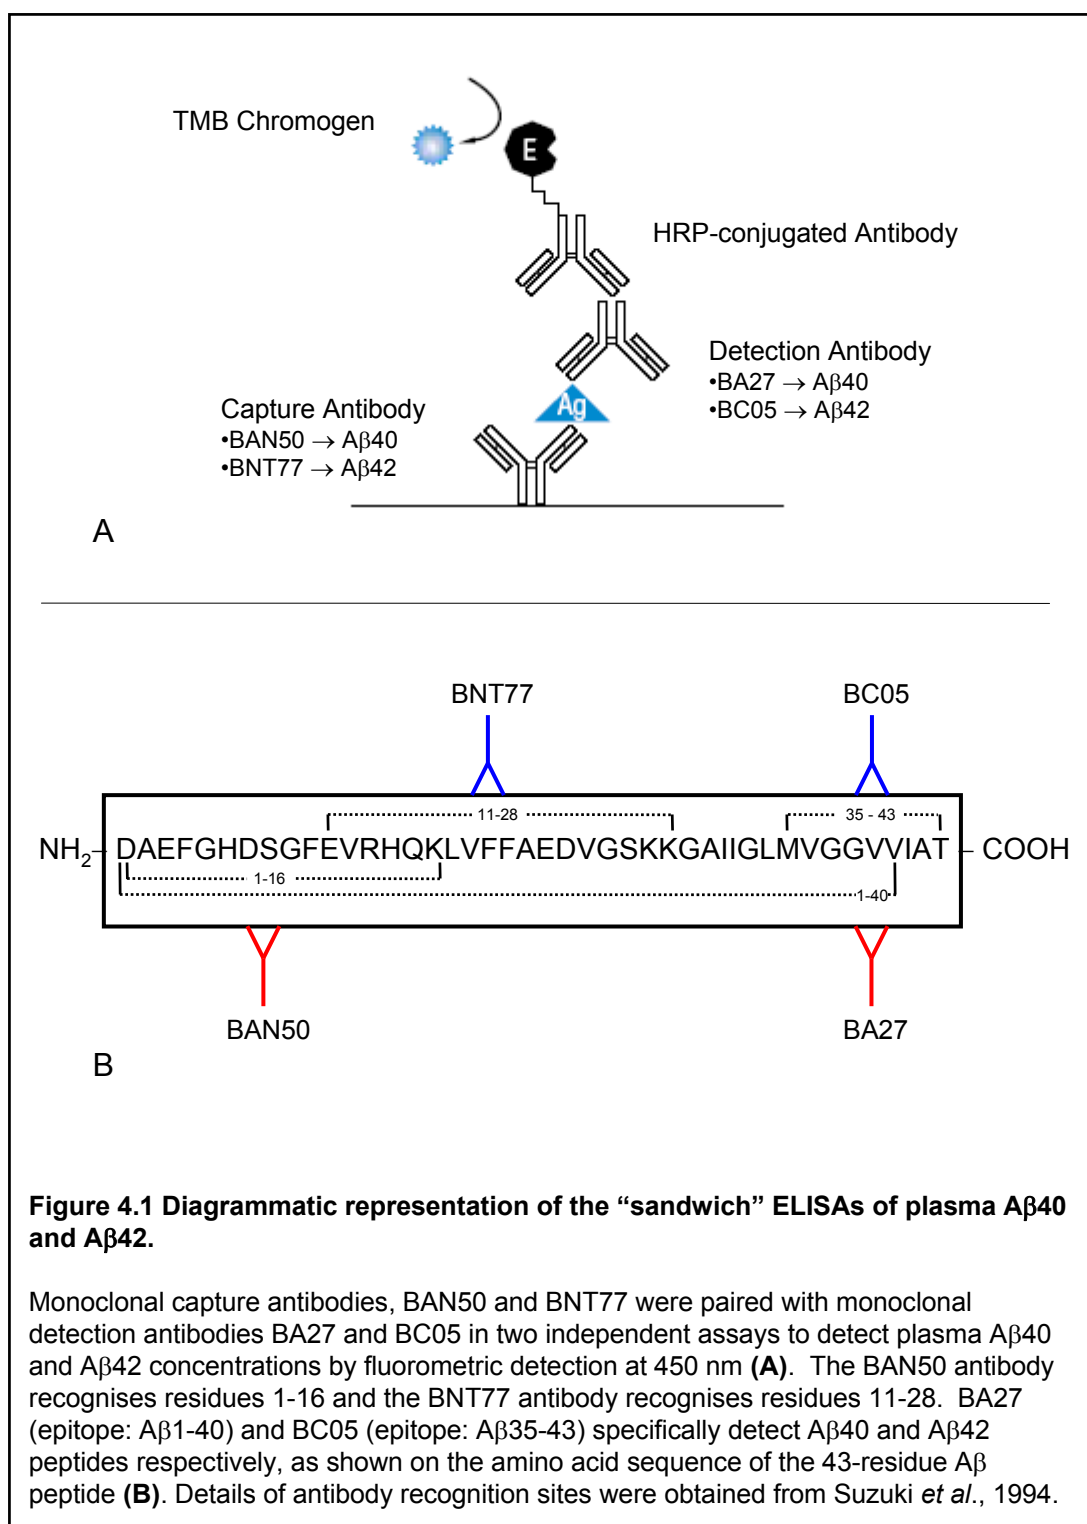 TMB Chromogen
E
HRP-conjugated Antibody
Detection Antibody
•BA27 → Aβ40
•BC05 → Aβ42
Ag
Capture Antibody
•BAN50 → Aβ40
•BNT77 → Aβ42
A
BNT77
BC05
11-28
35 - 43
NH2– DAEFGHDSGFEVRHQKLVFFAEDVGSKKGAIIGLMVGGVVIAT – COOH
1-16
1-40
BAN50
BA27
B
Figure 4.1 Diagrammatic representation of the “sandwich” ELISAs of plasma Aβ40
and Aβ42.
Monoclonal capture antibodies, BAN50 and BNT77 were paired with monoclonal
detection antibodies BA27 and BC05 in two independent assays to detect plasma Aβ40
and Aβ42 concentrations by fluorometric detection at 450 nm (A). The BAN50 antibody
recognises residues 1-16 and the BNT77 antibody recognises residues 11-28. BA27
(epitope: Aβ1-40) and BC05 (epitope: Aβ35-43) specifically detect Aβ40 and Aβ42
peptides respectively, as shown on the amino acid sequence of the 43-residue Aβ
peptide (B). Details of antibody recognition sites were obtained from Suzuki et al., 1994.